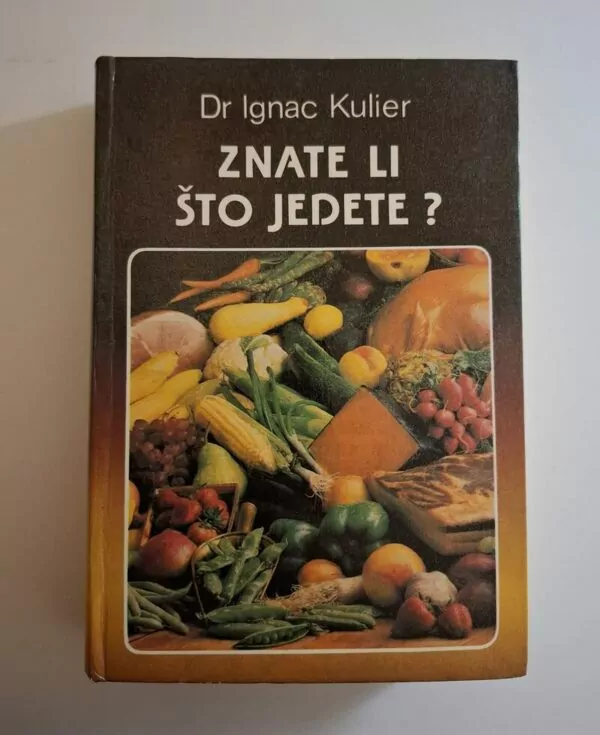 Dr Ignac Kulier
ZNATE LI
ŠTO JEDETE ?